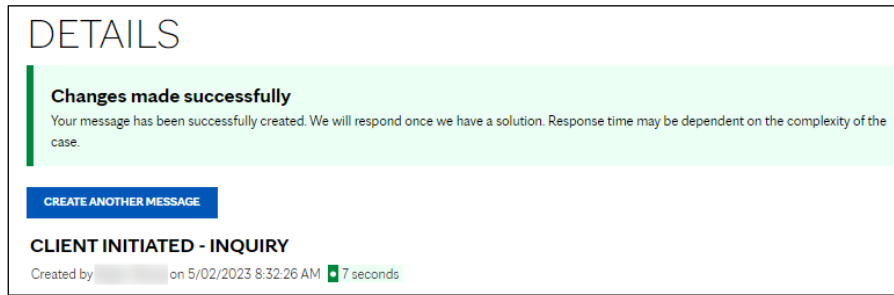 DETAILS
Changes made successfully
Your message has been successfully created. We will respond once we have a solution. Response time may be dependent on the complexity of the
case.
CREATE ANOTHER MESSAGE
CLIENT INITIATED - INQUIRY
Created by on 5/02/2023 8:32:26 AM 7 seconds